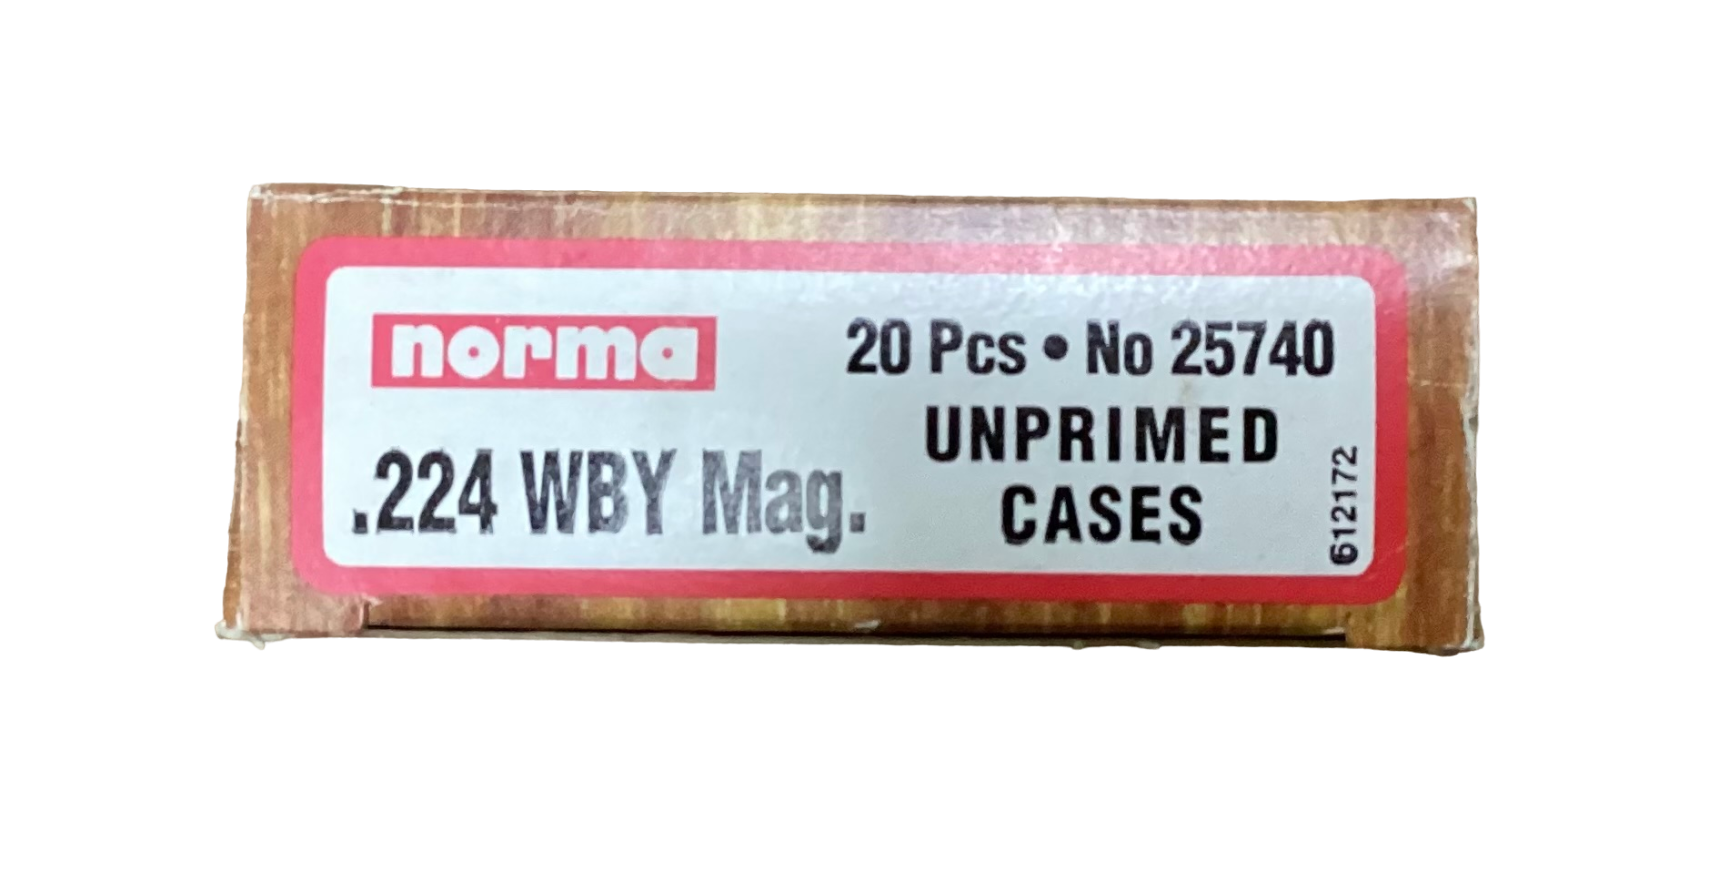 norma
.224 WBY Mag.
20 Pcs • No 25740
UNPRIMED
CASES
612172